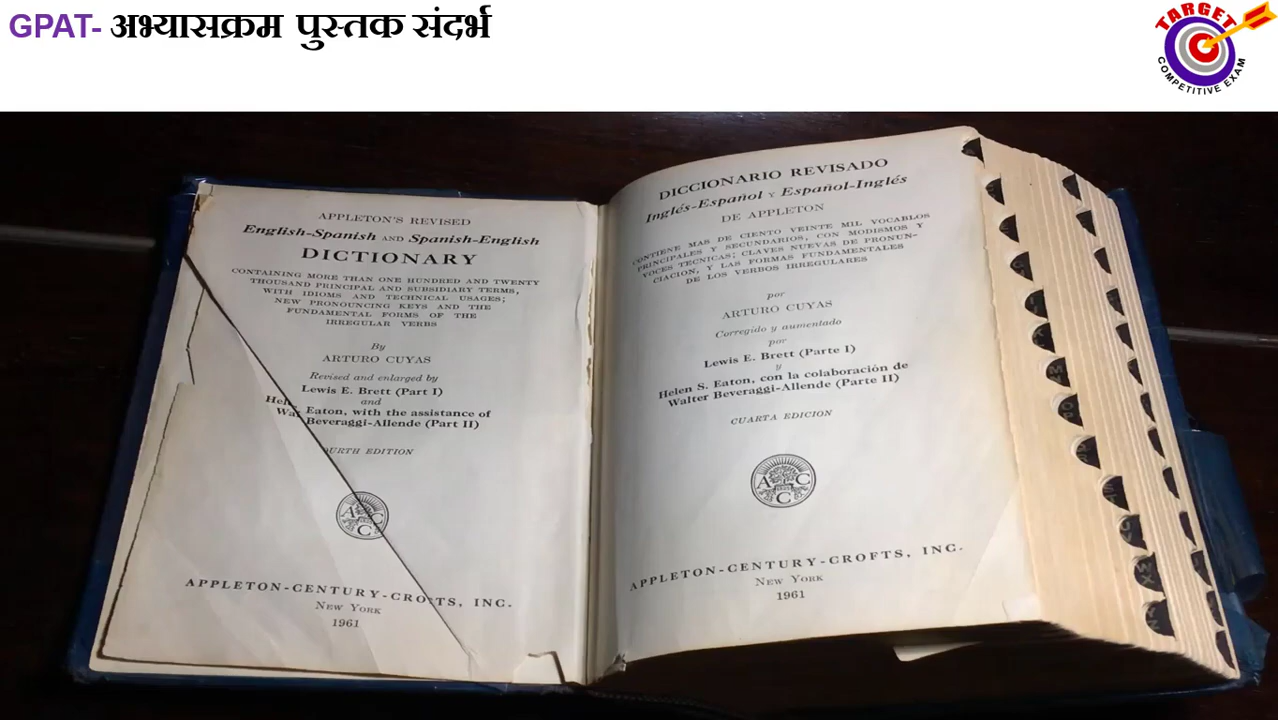 GPAT- अभ्यासक्रम पुस्तक संदर्भ
TARGET
COMPETITIVE EXAM
APPLETON'S REVISED
English-Spanish AND Spanish-English
DICTIONARY
CONTAINING MORE THAN ONE HUNDRED AND TWENTY
THOUSAND PRINCIPAL AND SUBSIDIARY TERMS,
WITH IDIOMS AND TECHNICAL USAGES;
NEW PRONOUNCING KEYS AND THE
FUNDAMENTAL FORMS OF THE
IRREGULAR VERBS
By
ARTURO CUYAS
Revised and enlarged by
Lewis E. Brett (Part I)
and
Eaton, with the assistance of
Beveraggi-Allende (Part II)
EDITION
A C C
APPLETON-CENTURY-CROFTS, INC.
NEW YORK
1961
DICCIONARIO REVISADO
Inglés-Español Y Español-Inglés
DE APPLETON
CONTIENE MAS DE CIENTO VEINTE MIL VOCABLOS
PRINCIPALES Y SECUNDARIOS, CON MODISMOS Y
VOCES TECNICAS; CLAVES NUEVAS DE PRONUN-
CIACION, Y LAS FORMAS FUNDAMENTALES
DE LOS VERBOS IRREGULARES
por
ARTURO CUYAS
Corregido y aumentado
por
Lewis E. Brett (Parte I)
y
Helen S. Eaton, con la colaboración de
Walter Beveraggi-Allende (Parte II)
CUARTA EDICION
A C C
APPLETON-CENTURY-CROFTS, INC.
NEW YORK
1961